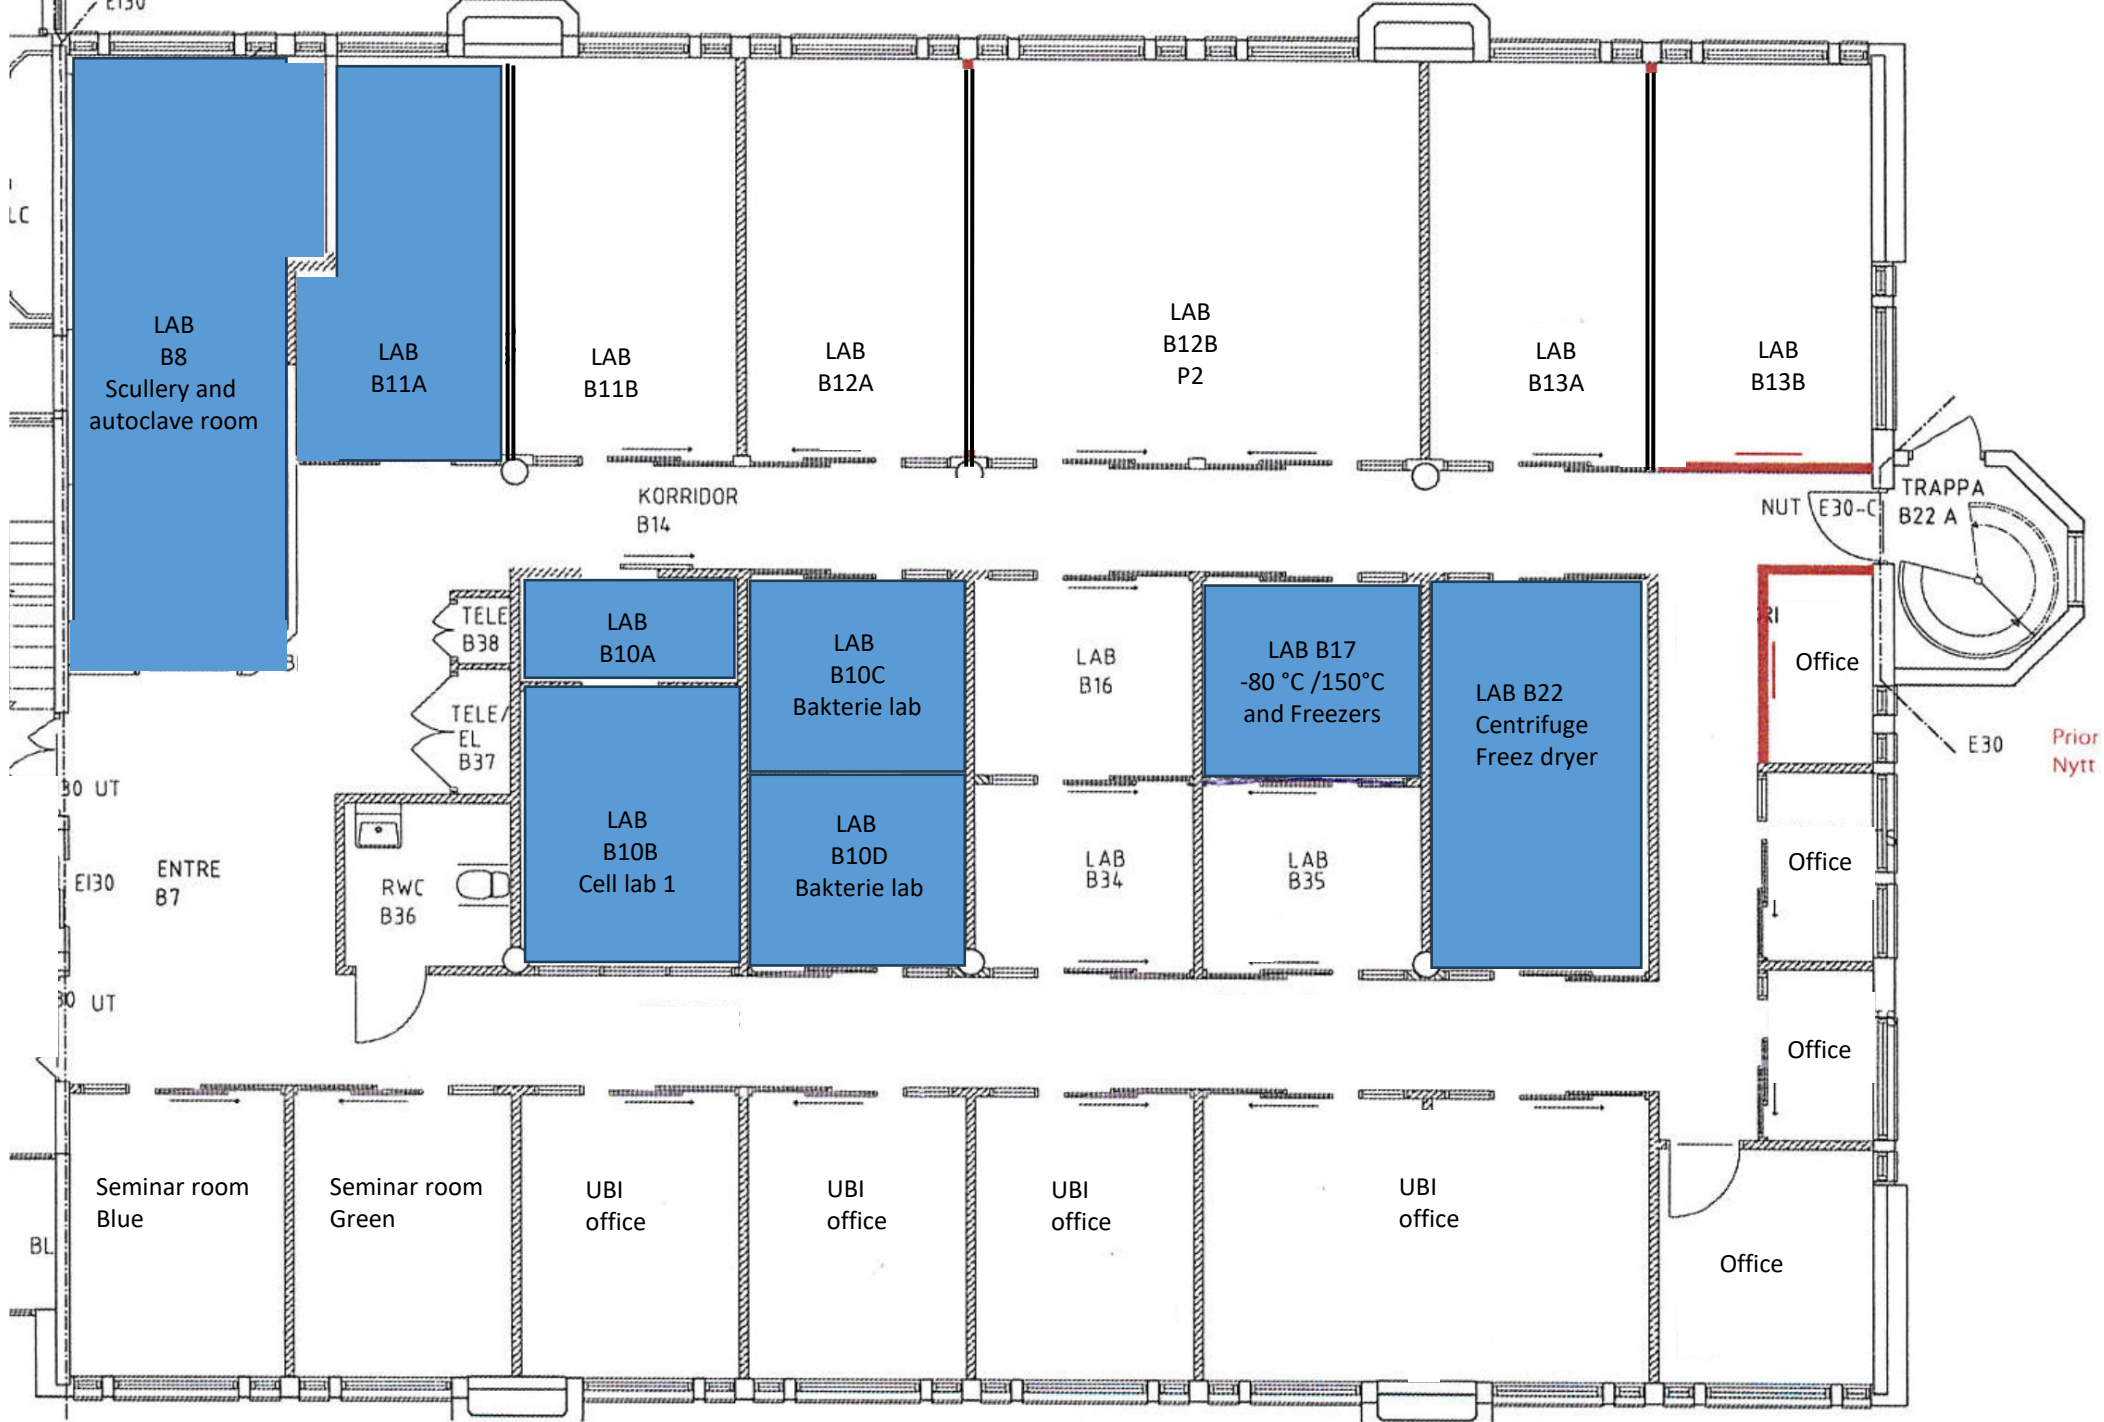 EI30
LC
LAB
B8
Scullery and
autoclave room
LAB
B11A
LAB
B11B
LAB
B12A
LAB
B12B
P2
LAB
B13A
LAB
B13B
KORRIDOR
B14
NUT
E30-C
TRAPPA
B22 A
TELE
B38
TELE/
EL
B37
LAB
B10A
LAB
B10C
Bakterie lab
LAB
B16
LAB B17
-80 °C /150°C
and Freezers
LAB B22
Centrifuge
Freez dryer
RI
Office
E30
Prior
Nytt
30 UT
ENTRE
B7
EI30
RWC
B36
LAB
B10B
Cell lab 1
LAB
B10D
Bakterie lab
LAB
B34
LAB
B35
Office
30 UT
Office
Seminar room
Blue
Seminar room
Green
UBI
office
UBI
office
UBI
office
UBI
office
Office
BL